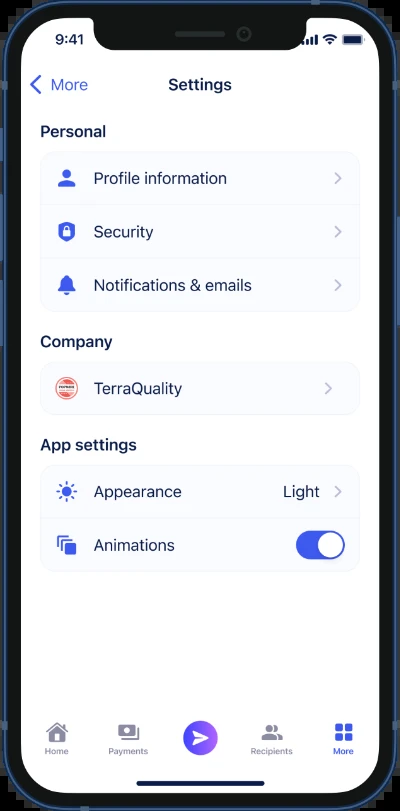 9:41
More
Settings
Personal
Profile information
Security
Notifications & emails
Company
TerraQuality
App settings
Appearance
Light
Animations
Home
Payments
Recipients
More